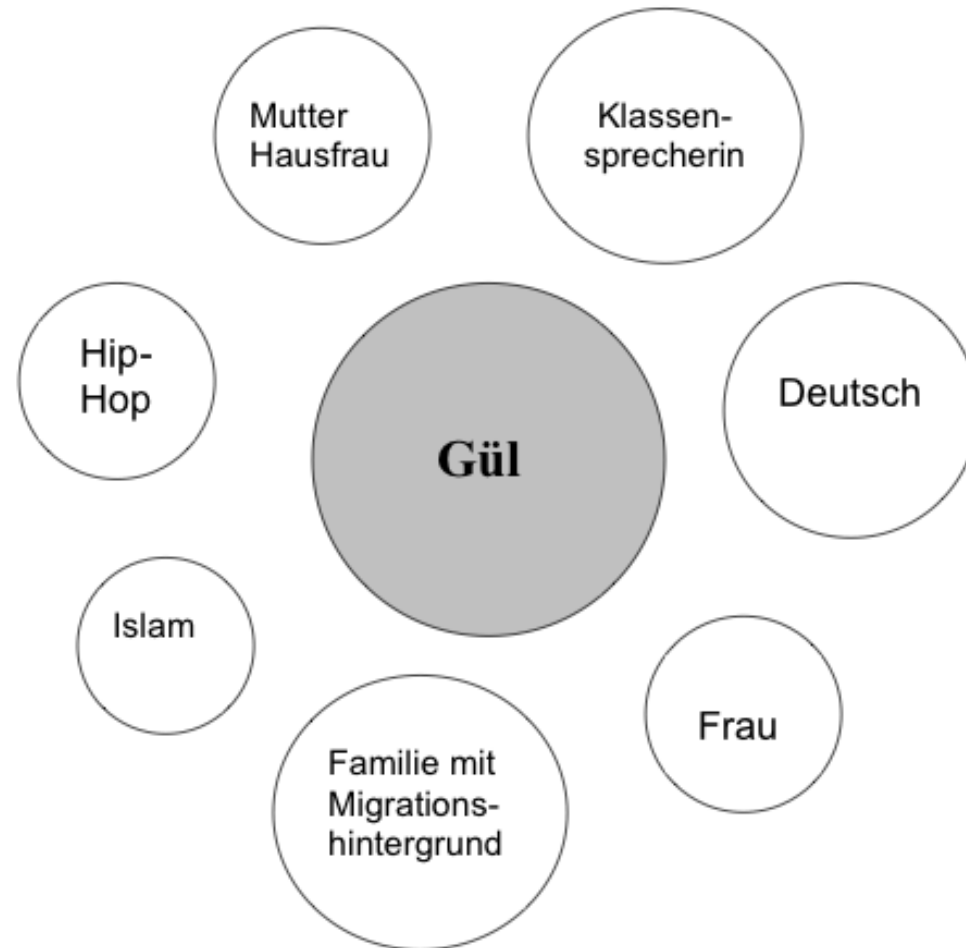 Mutter
Hausfrau
Klassen-
sprecherin
Hip-
Hop
Deutsch
Gül
Islam
Frau
Familie mit
Migrations-
hintergrund